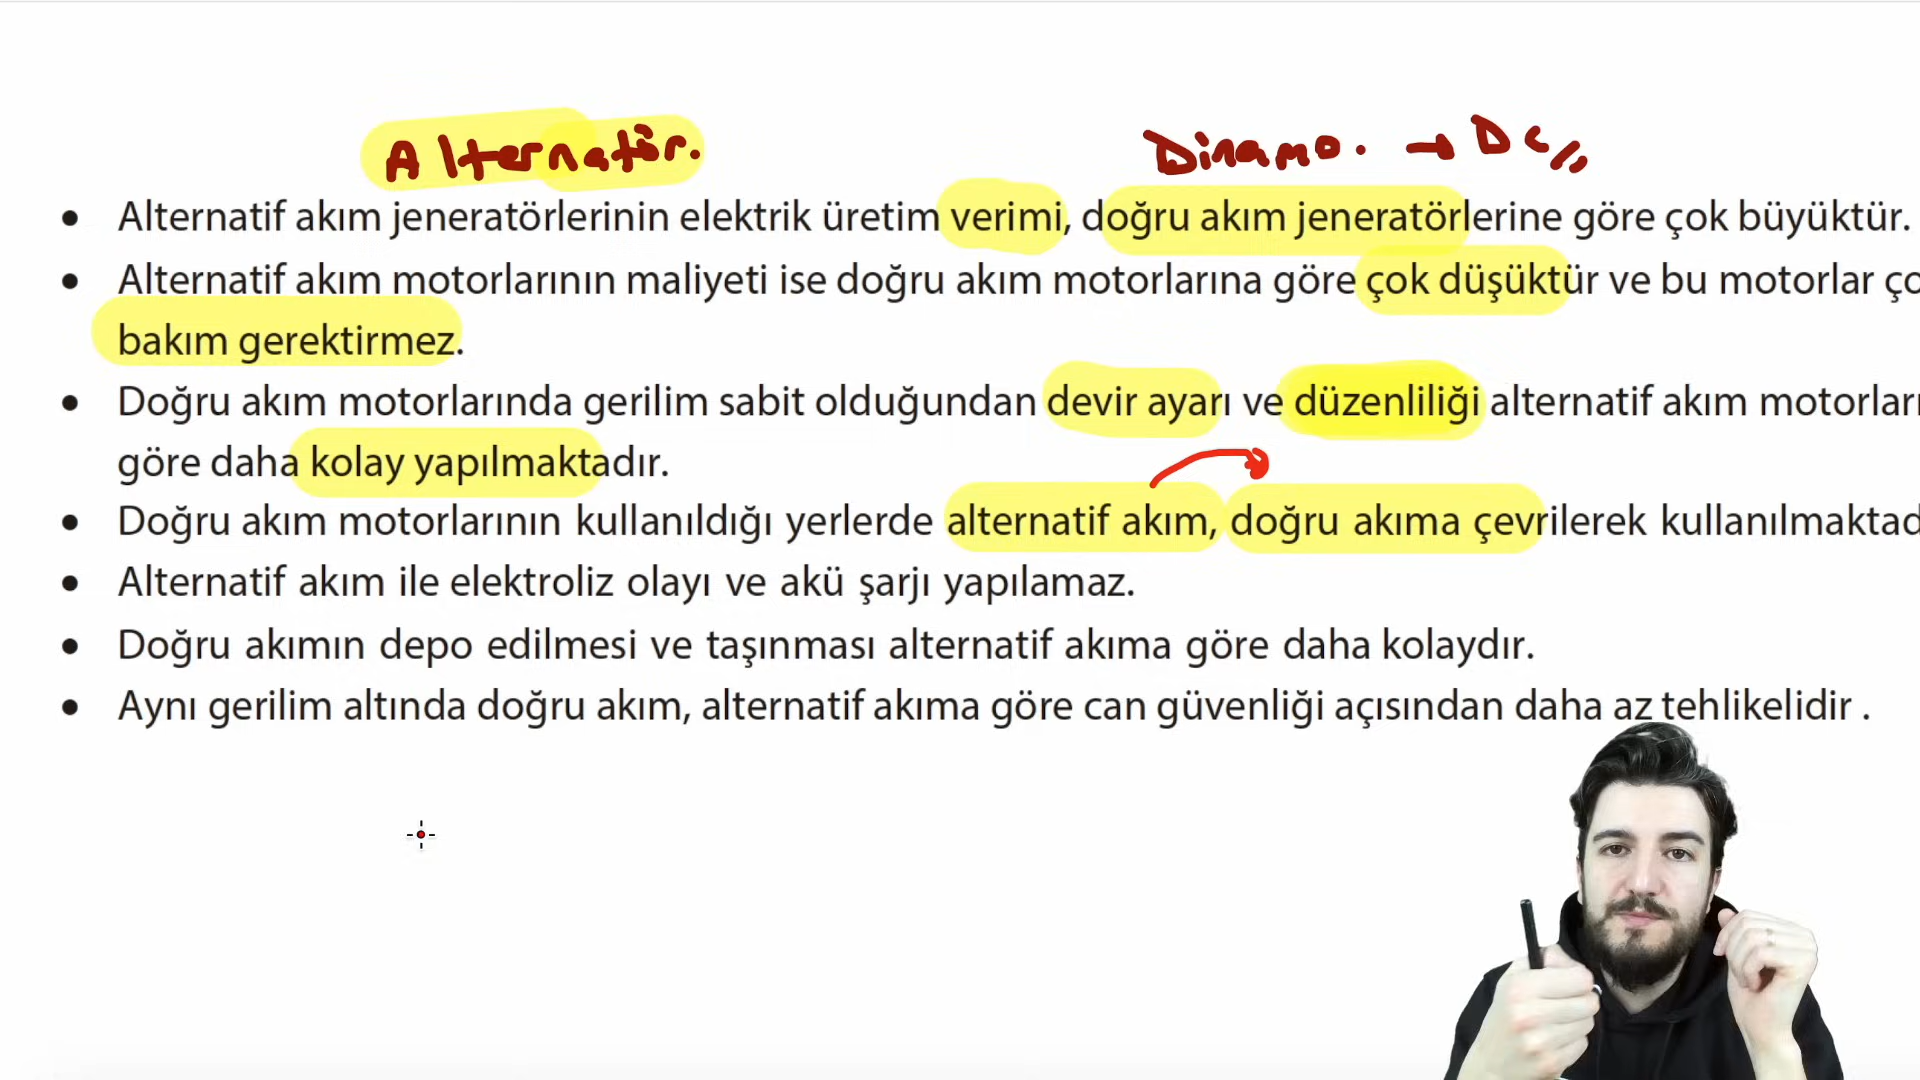 Alternatör. Dinamo. → DC
• Alternatif akım jeneratörlerinin elektrik üretim verimi, doğru akım jeneratörlerine göre çok büyüktür.
• Alternatif akım motorlarının maliyeti ise doğru akım motorlarına göre çok düşüktür ve bu motorlar
bakım gerektirmez.
• Doğru akım motorlarında gerilim sabit olduğundan devir ayarı ve düzenliliği alternatif akım
göre daha kolay yapılmaktadır.
• Doğru akım motorlarının kullanıldığı yerlerde alternatif akım, doğru akıma çevrilerek
• Alternatif akım ile elektroliz olayı ve akü şarjı yapılamaz.
• Doğru akımın depo edilmesi ve taşınması alternatif akıma göre daha kolaydır.
• Aynı gerilim altında doğru akım, alternatif akıma göre can güvenliği açısından daha az tehlikelidir .